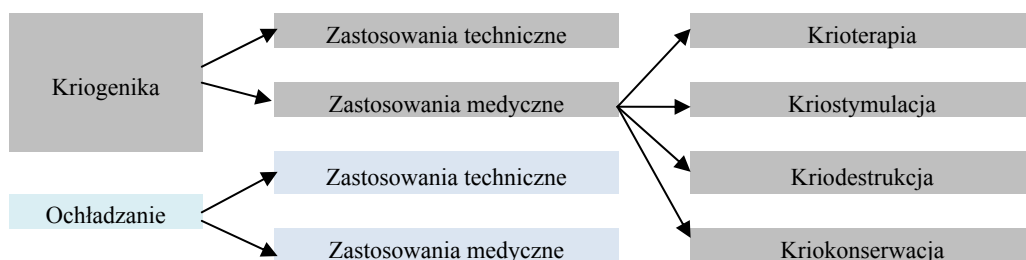 Kriogenika
Zastosowania techniczne
Zastosowania medyczne
Krioterapia
Kriostymulacja
Kriodestrukcja
Kriokonserwacja
Ochładzanie
Zastosowania techniczne
Zastosowania medyczne